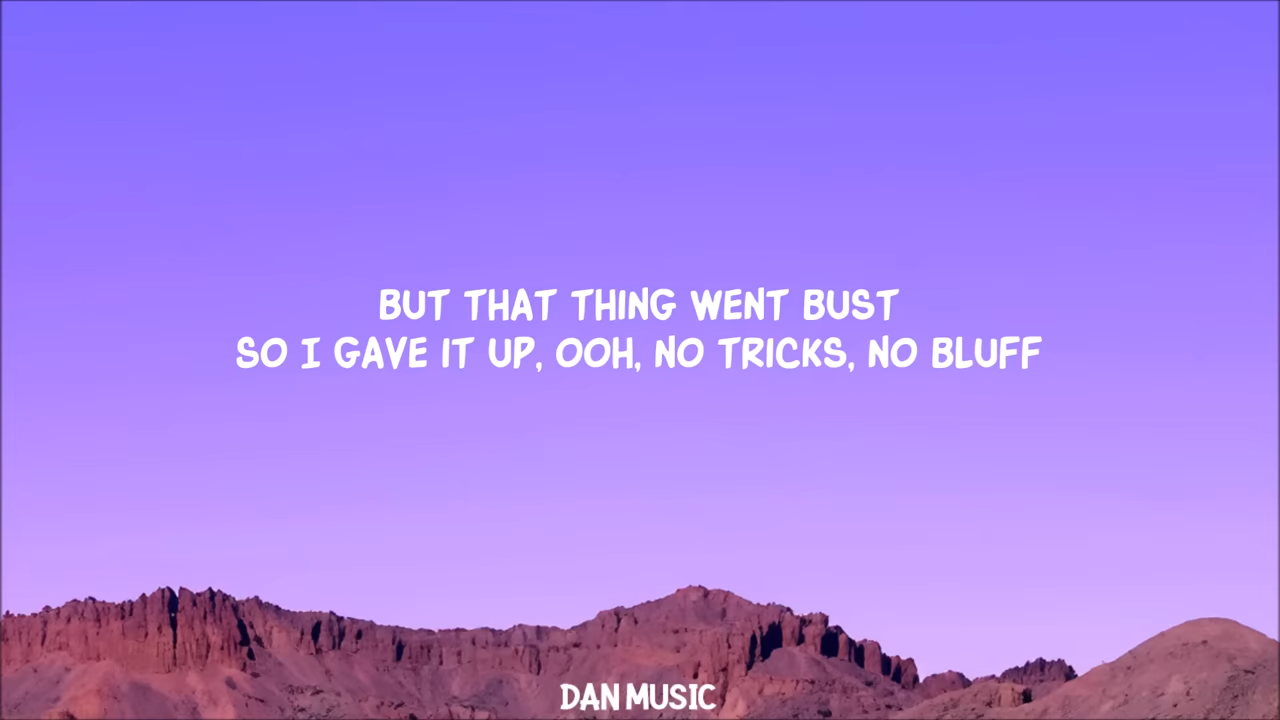 BUT THAT THING WENT BUST
SO I GAVE IT UP, OOH, NO TRICKS, NO BLUFF
DAN MUSIC